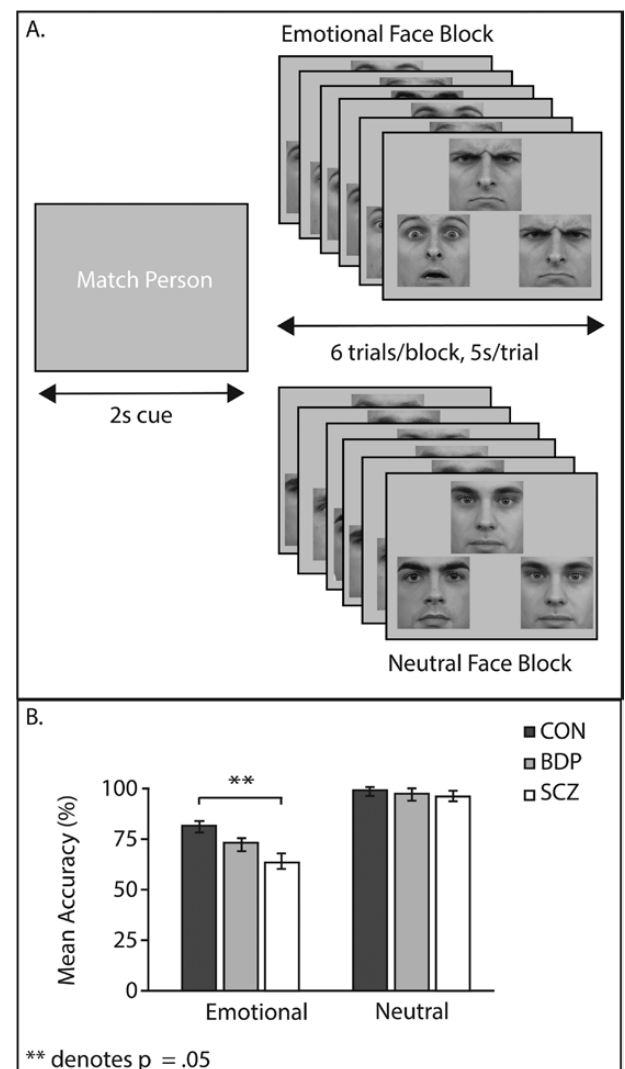 A.
Emotional Face Block
Match Person
6 trials/block, 5s/trial
2s cue
Neutral Face Block
B.
CON
BDP
SCZ
**
100
75
50
25
0
Mean Accuracy (%)
Emotional
Neutral
** denotes p = .05